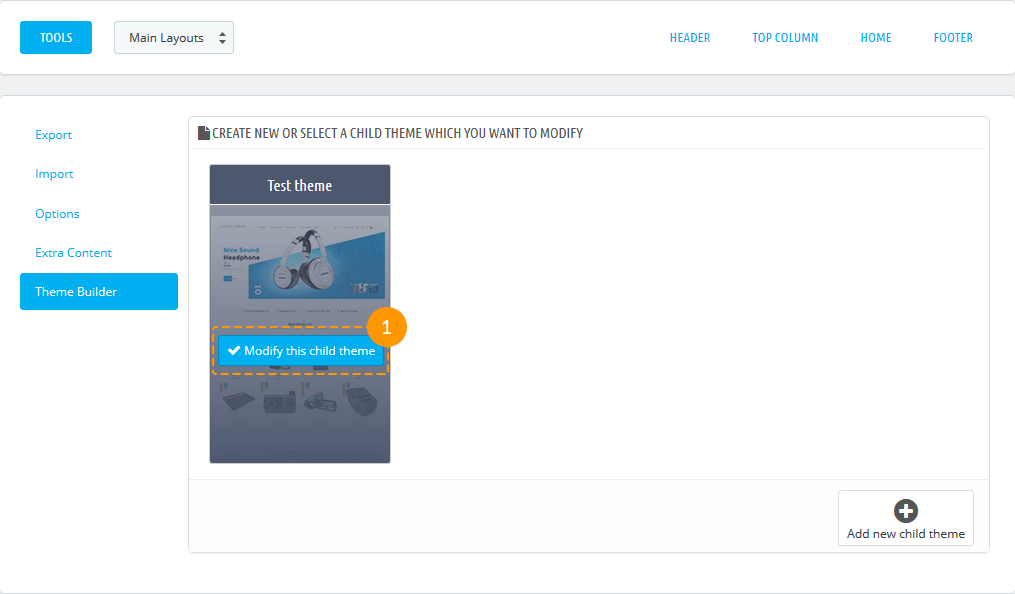 TOOLS
Main Layouts
HEADER
TOP COLUMN
HOME
FOOTER
Export
Import
Options
Extra Content
Theme Builder
CREATE NEW OR SELECT A CHILD THEME WHICH YOU WANT TO MODIFY
Test theme
Nice Sound
Headphone
1
Modify this child theme
Add new child theme